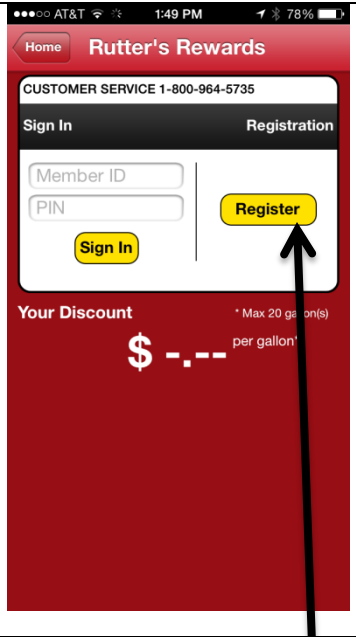 AT&T 1:49 PM 78%
Home Rutter's Rewards
CUSTOMER SERVICE 1-800-964-5735
Sign In Registration
Member ID
PIN
Register
Sign In
Your Discount * Max 20 gallon(s)
$ -.-- per gallon*